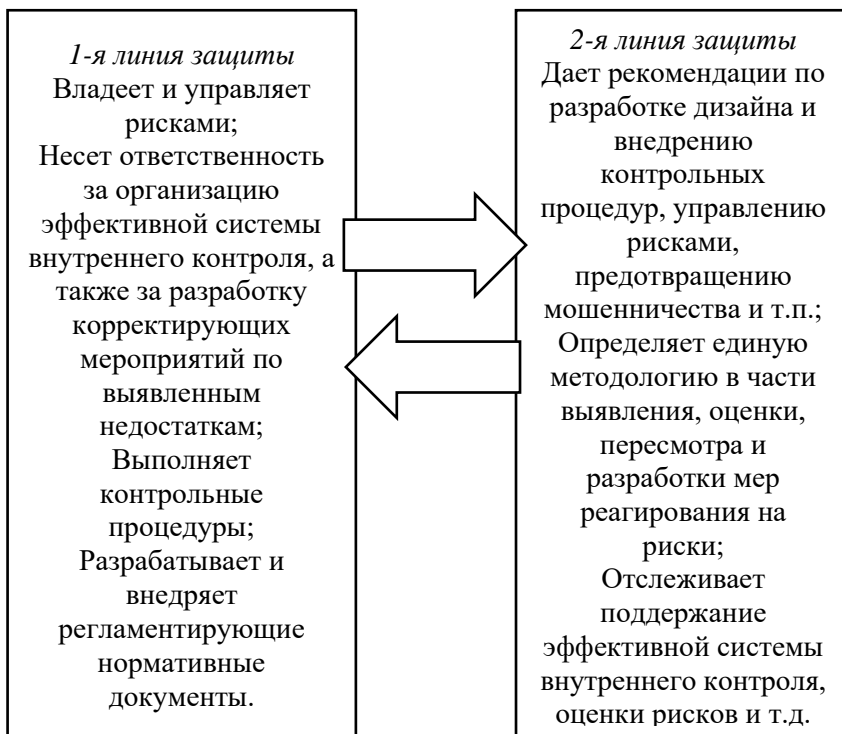 1-я линия защиты
Владеет и управляет
рисками;
Несет ответственность
за организацию
эффективной системы
внутреннего контроля, а
также за разработку
корректирующих
мероприятий по
выявленным
недостаткам;
Выполняет
контрольные
процедуры;
Разрабатывает и
внедряет
регламентирующие
нормативные
документы.
2-я линия защиты
Дает рекомендации по
разработке дизайна и
внедрению
контрольных
процедур, управлению
рисками,
предотвращению
мошенничества и т.п.;
Определяет единую
методологию в части
выявления, оценки,
пересмотра и
разработки мер
реагирования на
риски;
Отслеживает
поддержание
эффективной системы
внутреннего контроля,
оценки рисков и т.д.